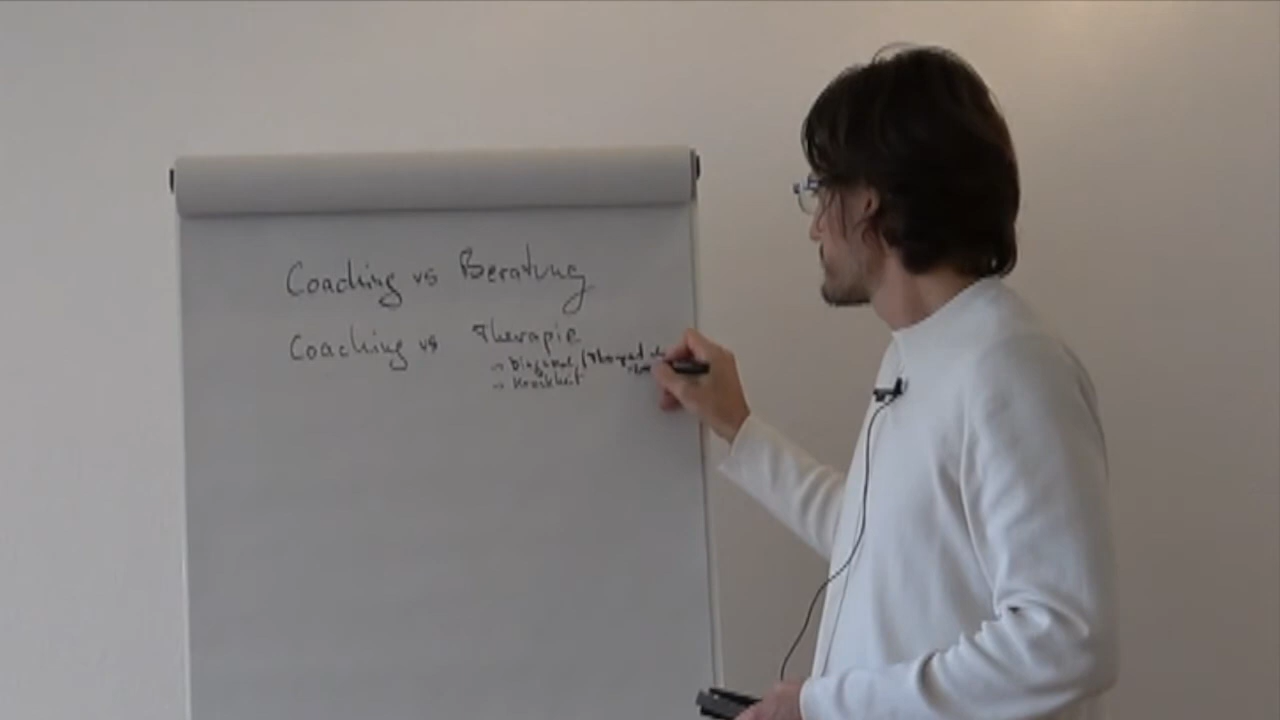 Coaching vs Beratung
Coaching vs Therapie
→ Diagnose
→ Krankheit